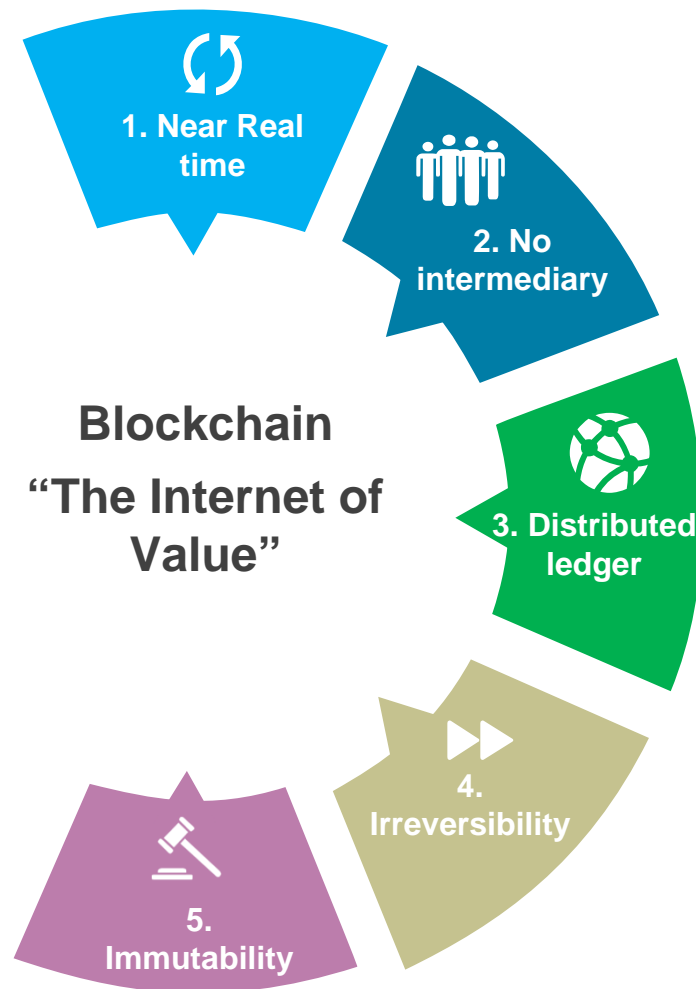 1. Near Real
time
2. No
intermediary
Blockchain
“The Internet of
Value”
3. Distributed
ledger
4.
Irreversibility
5.
Immutability